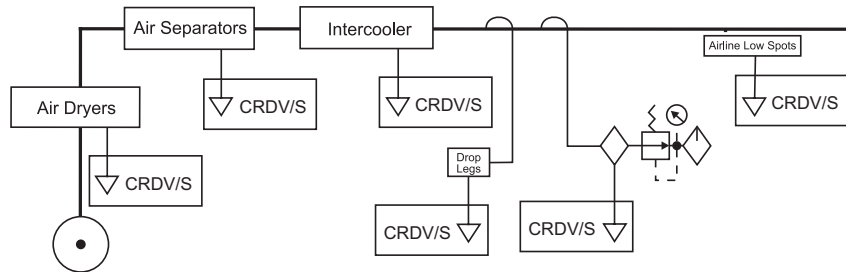 Air Separators
Intercooler
Airline Low Spots
Air Dryers
CRDV/S
CRDV/S
CRDV/S
CRDV/S
Drop
Legs
CRDV/S
CRDV/S